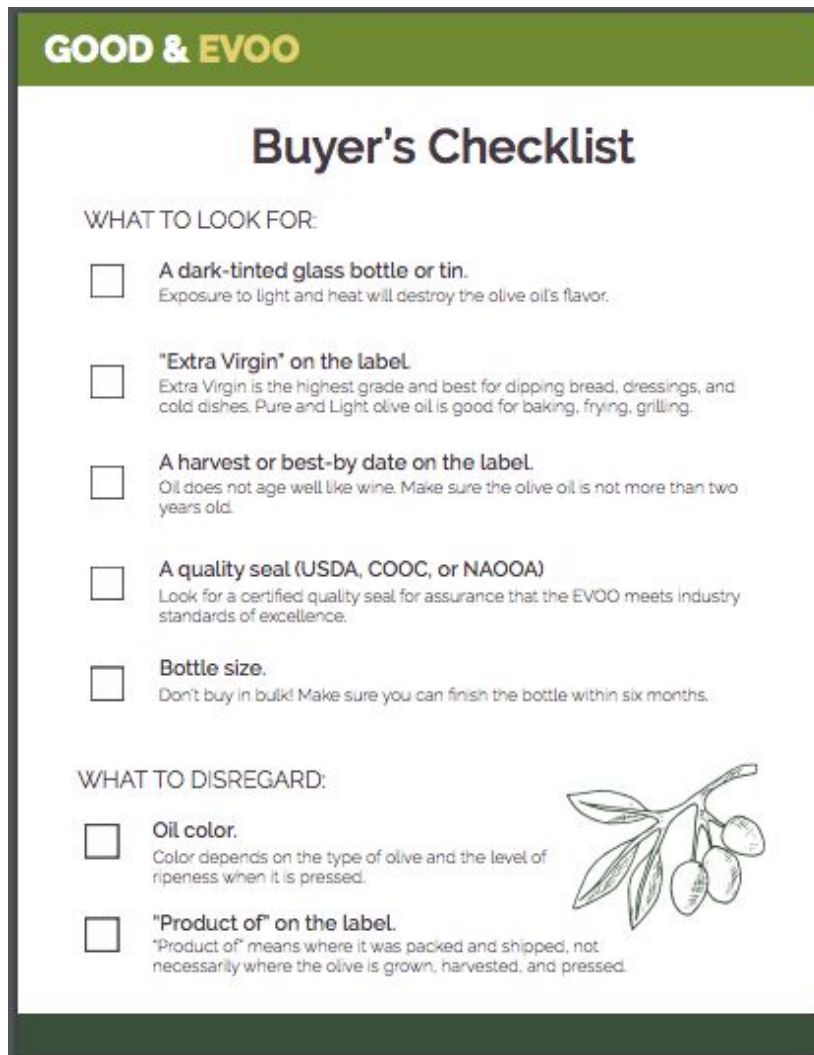 GOOD & EVOO
Buyer's Checklist
WHAT TO LOOK FOR:
A dark-tinted glass bottle or tin.
Exposure to light and heat will destroy the olive oil's flavor.
"Extra Virgin" on the label.
Extra Virgin is the highest grade and best for dipping bread, dressings, and
cold dishes. Pure and Light olive oil is good for baking, frying, grilling.
A harvest or best-by date on the label.
Oil does not age well like wine. Make sure the olive oil is not more than two
years old.
A quality seal (USDA, COOC, or NAOOA)
Look for a certified quality seal for assurance that the EVOO meets industry
standards of excellence.
Bottle size.
Don't buy in bulk! Make sure you can finish the bottle within six months.
WHAT TO DISREGARD:
Oil color.
Color depends on the type of olive and the level of
ripeness when it is pressed.
"Product of" on the label.
"Product of" means where it was packed and shipped, not
necessarily where the olive is grown, harvested, and pressed.